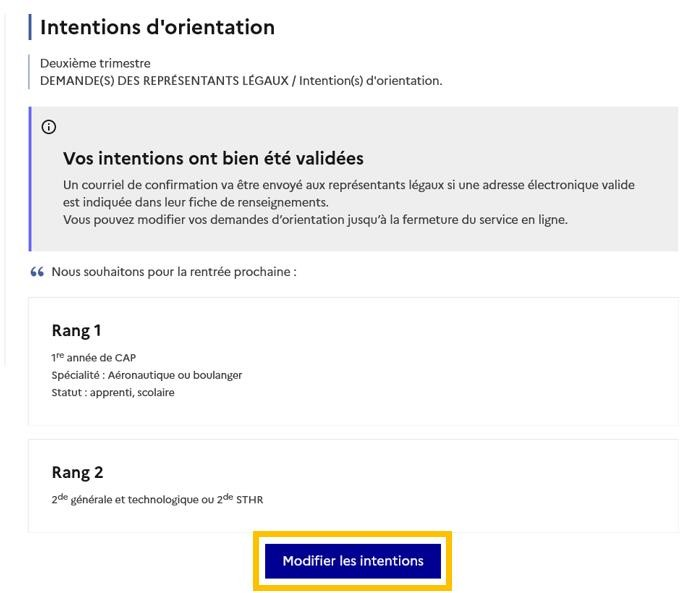 Intentions d'orientation
Deuxième trimestre
DEMANDE(S) DES REPRÉSENTANTS LÉGAUX / Intention(s) d'orientation.
Vos intentions ont bien été validées
Un courriel de confirmation va être envoyé aux représentants légaux si une adresse électronique valide
est indiquée dans leur fiche de renseignements.
Vous pouvez modifier vos demandes d’orientation jusqu’à la fermeture du service en ligne.
Nous souhaitons pour la rentrée prochaine :
Rang 1
1re année de CAP
Spécialité : Aéronautique ou boulanger
Statut : apprenti, scolaire
Rang 2
2de générale et technologique ou 2de STHR
Modifier les intentions